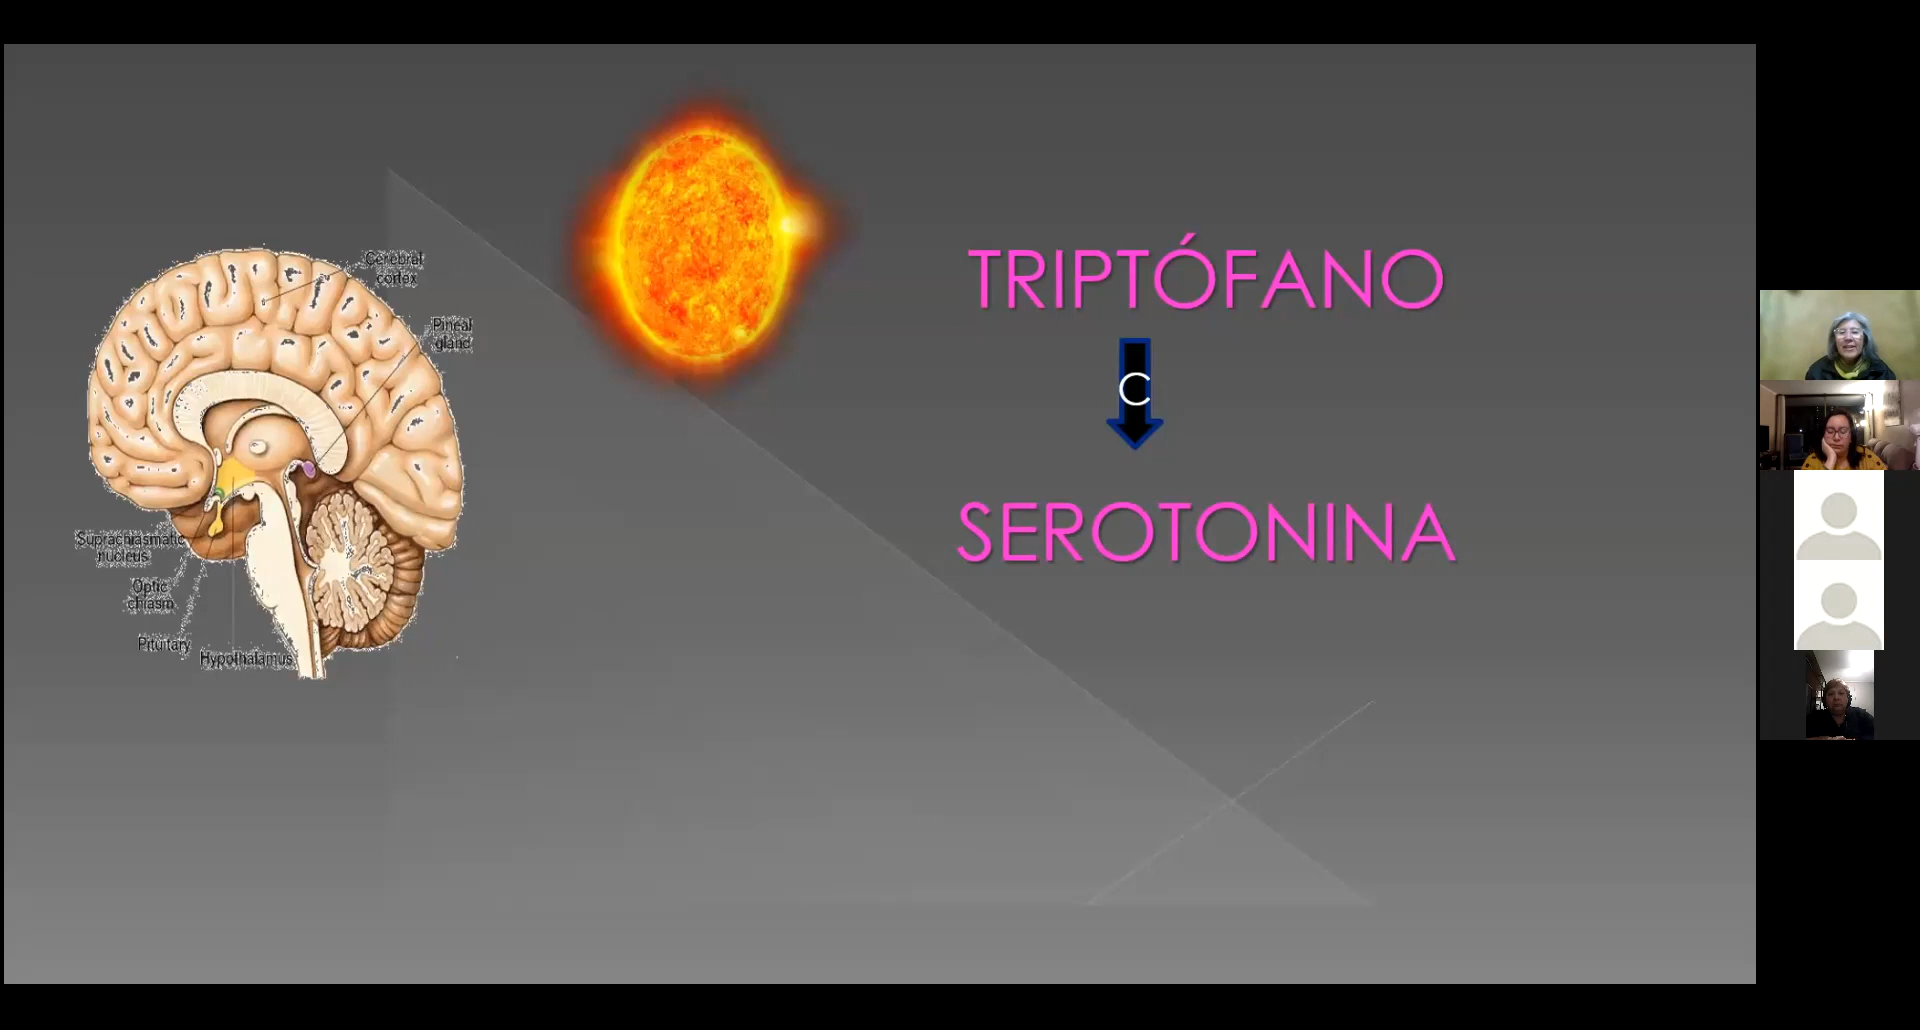 Cerebral
cortex
Pineal
gland
Suprachiasmatic
nucleus
Optic
chiasm
Pituitary
Hypothalamus
TRIPTÓFANO
C
SEROTONINA